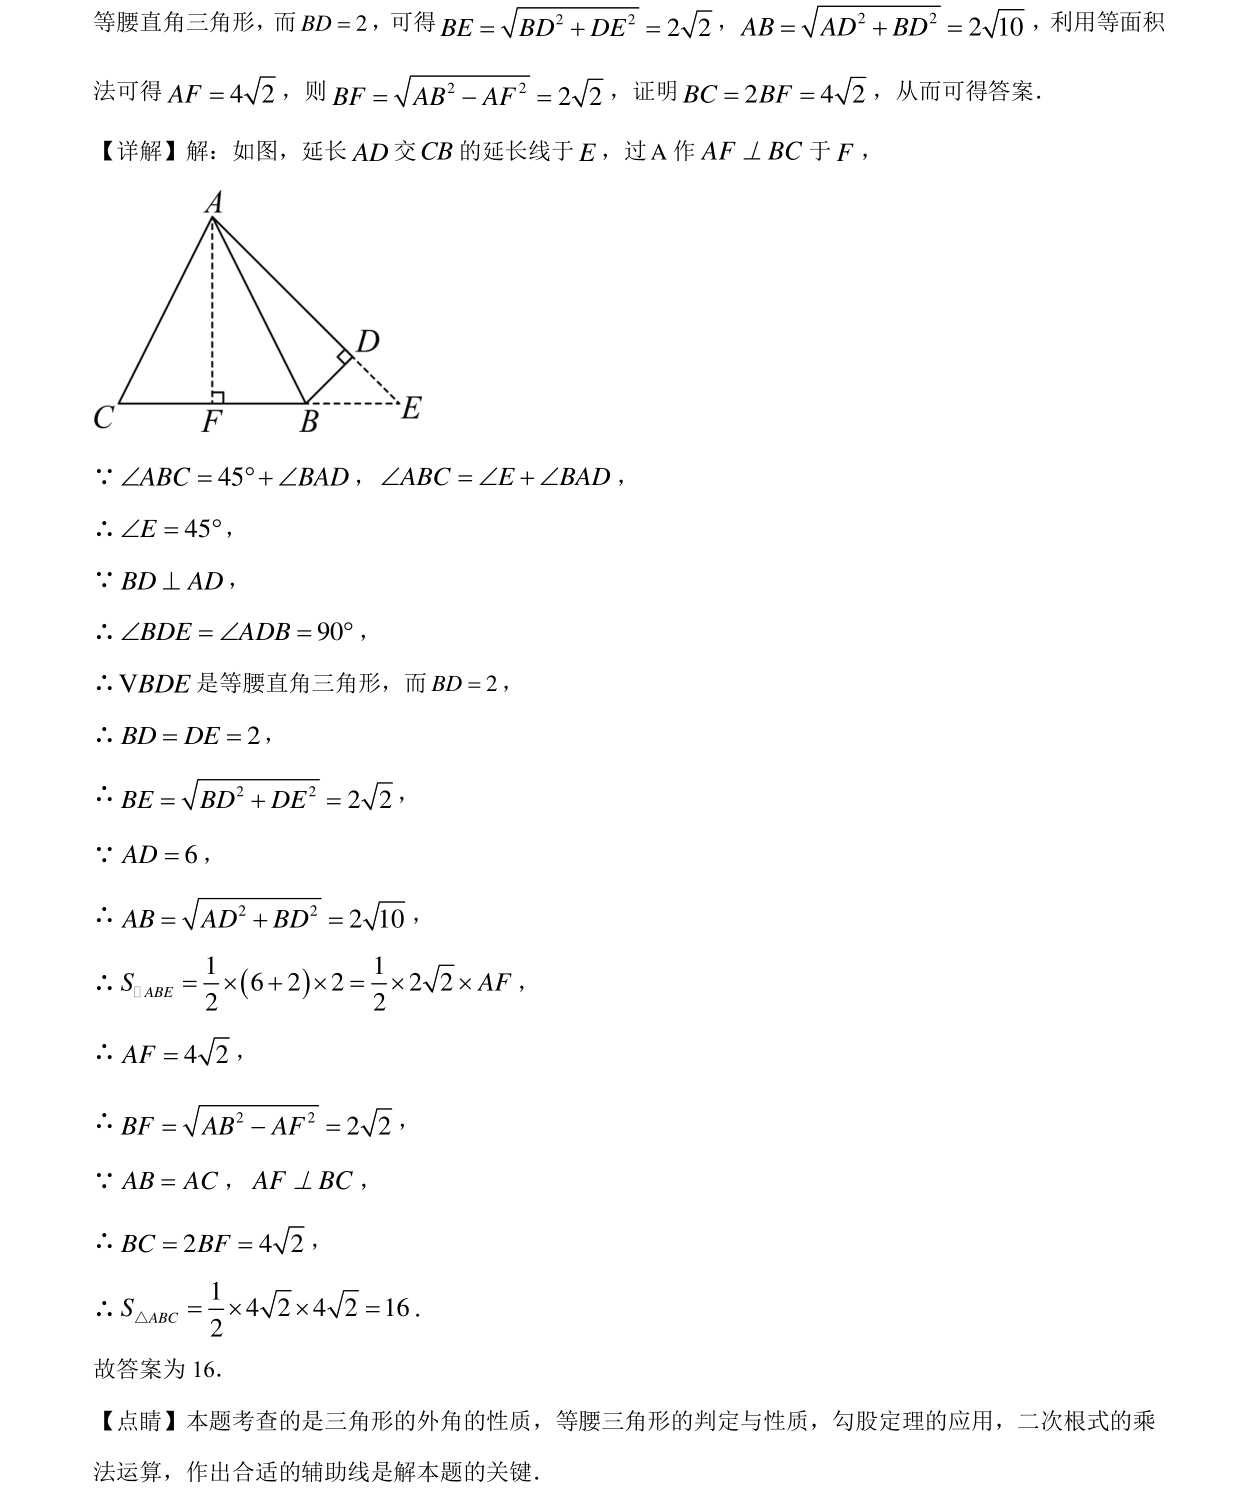 等腰直角三角形，而 BD = 2，可得 BE = √(BD² + DE²) = 2√2，AB = √(AD² + BD²) = 2√10，利用等面积
法可得 AF = 4√2，则 BF = √(AB² − AF²) = 2√2，证明 BC = 2BF = 4√2，从而可得答案．
【详解】解：如图，延长 AD 交 CB 的延长线于 E，过 A 作 AF ⊥ BC 于 F，
A
D
C F B E
∵ ∠ABC = 45° + ∠BAD，∠ABC = ∠E + ∠BAD，
∴ ∠E = 45°，
∵ BD ⊥ AD，
∴ ∠BDE = ∠ADB = 90°，
∴ VBDE 是等腰直角三角形，而 BD = 2，
∴ BD = DE = 2，
∴ BE = √(BD² + DE²) = 2√2，
∵ AD = 6，
∴ AB = √(AD² + BD²) = 2√10，
∴ S▯ABE = 1/2 × (6 + 2) × 2 = 1/2 × 2√2 × AF，
∴ AF = 4√2，
∴ BF = √(AB² − AF²) = 2√2，
∵ AB = AC，AF ⊥ BC，
∴ BC = 2BF = 4√2，
∴ S△ABC = 1/2 × 4√2 × 4√2 = 16．
故答案为 16．
【点睛】本题考查的是三角形的外角的性质，等腰三角形的判定与性质，勾股定理的应用，二次根式的乘
法运算，作出合适的辅助线是解本题的关键．